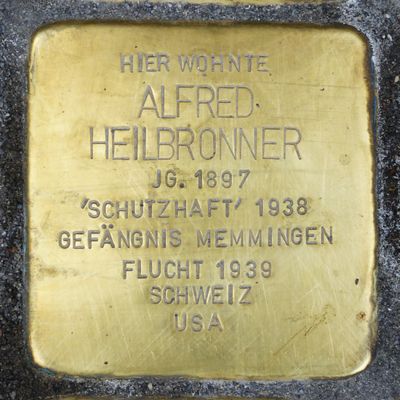 HIER WOHNTE
ALFRED
HEILBRONNER
JG. 1897
'SCHUTZHAFT' 1938
GEFÄNGNIS MEMMINGEN
FLUCHT 1939
SCHWEIZ
USA